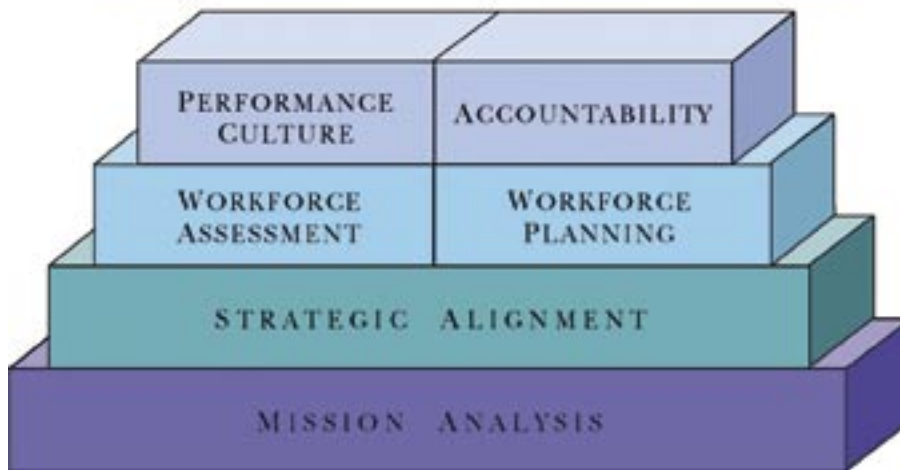 PERFORMANCE
CULTURE
ACCOUNTABILITY
WORKFORCE
ASSESSMENT
WORKFORCE
PLANNING
STRATEGIC ALIGNMENT
MISSION ANALYSIS